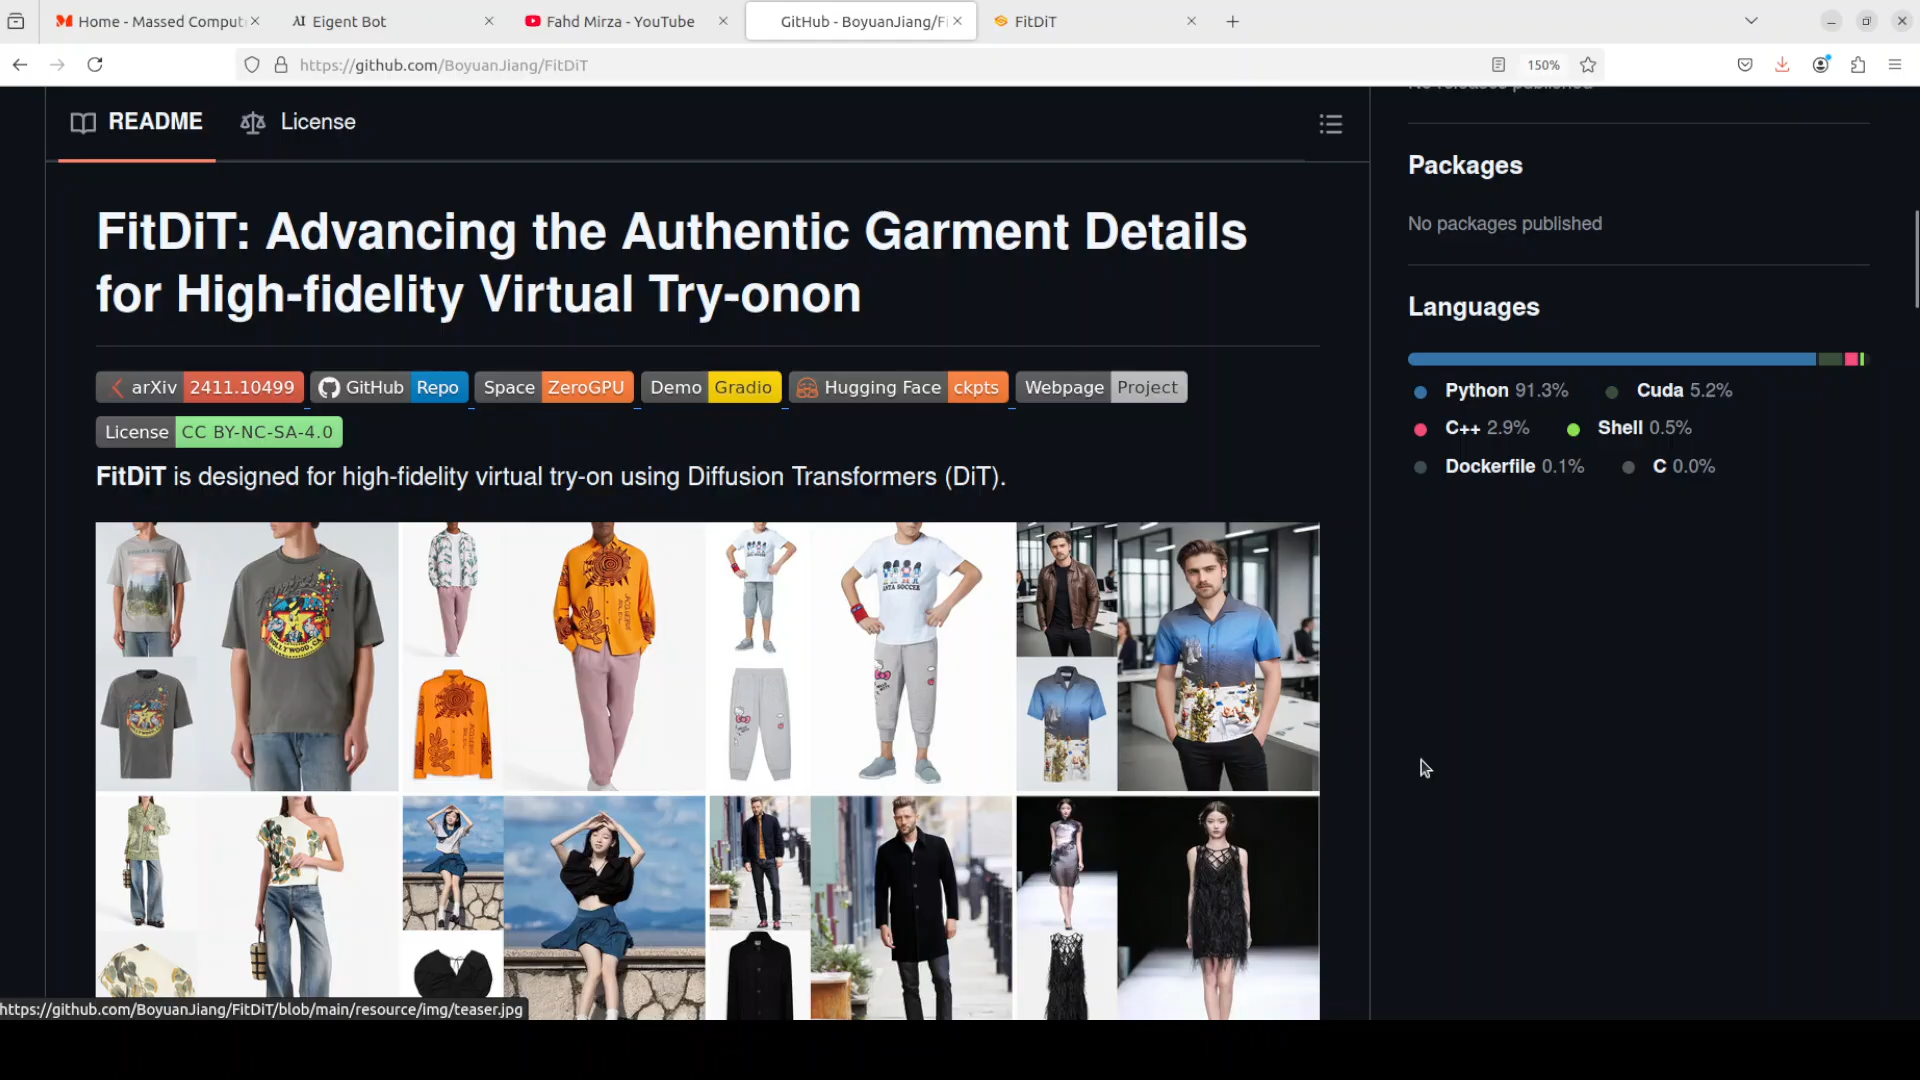 Home - Massed Comput
Eigent Bot
Fahd Mirza - YouTube
GitHub - BoyuanJiang/Fi
FitDiT
https://github.com/BoyuanJiang/FitDiT
150%
README
License
FitDiT: Advancing the Authentic Garment Details
for High-fidelity Virtual Try-onon
arXiv 2411.10499
GitHub Repo
Space ZeroGPU
Demo Gradio
Hugging Face ckpts
Webpage Project
License CC BY-NC-SA-4.0
FitDiT is designed for high-fidelity virtual try-on using Diffusion Transformers (DiT).
No releases published
Packages
No packages published
Languages
Python 91.3%
Cuda 5.2%
C++ 2.9%
Shell 0.5%
Dockerfile 0.1%
C 0.0%
https://github.com/BoyuanJiang/FitDiT/blob/main/resource/img/teaser.jpg